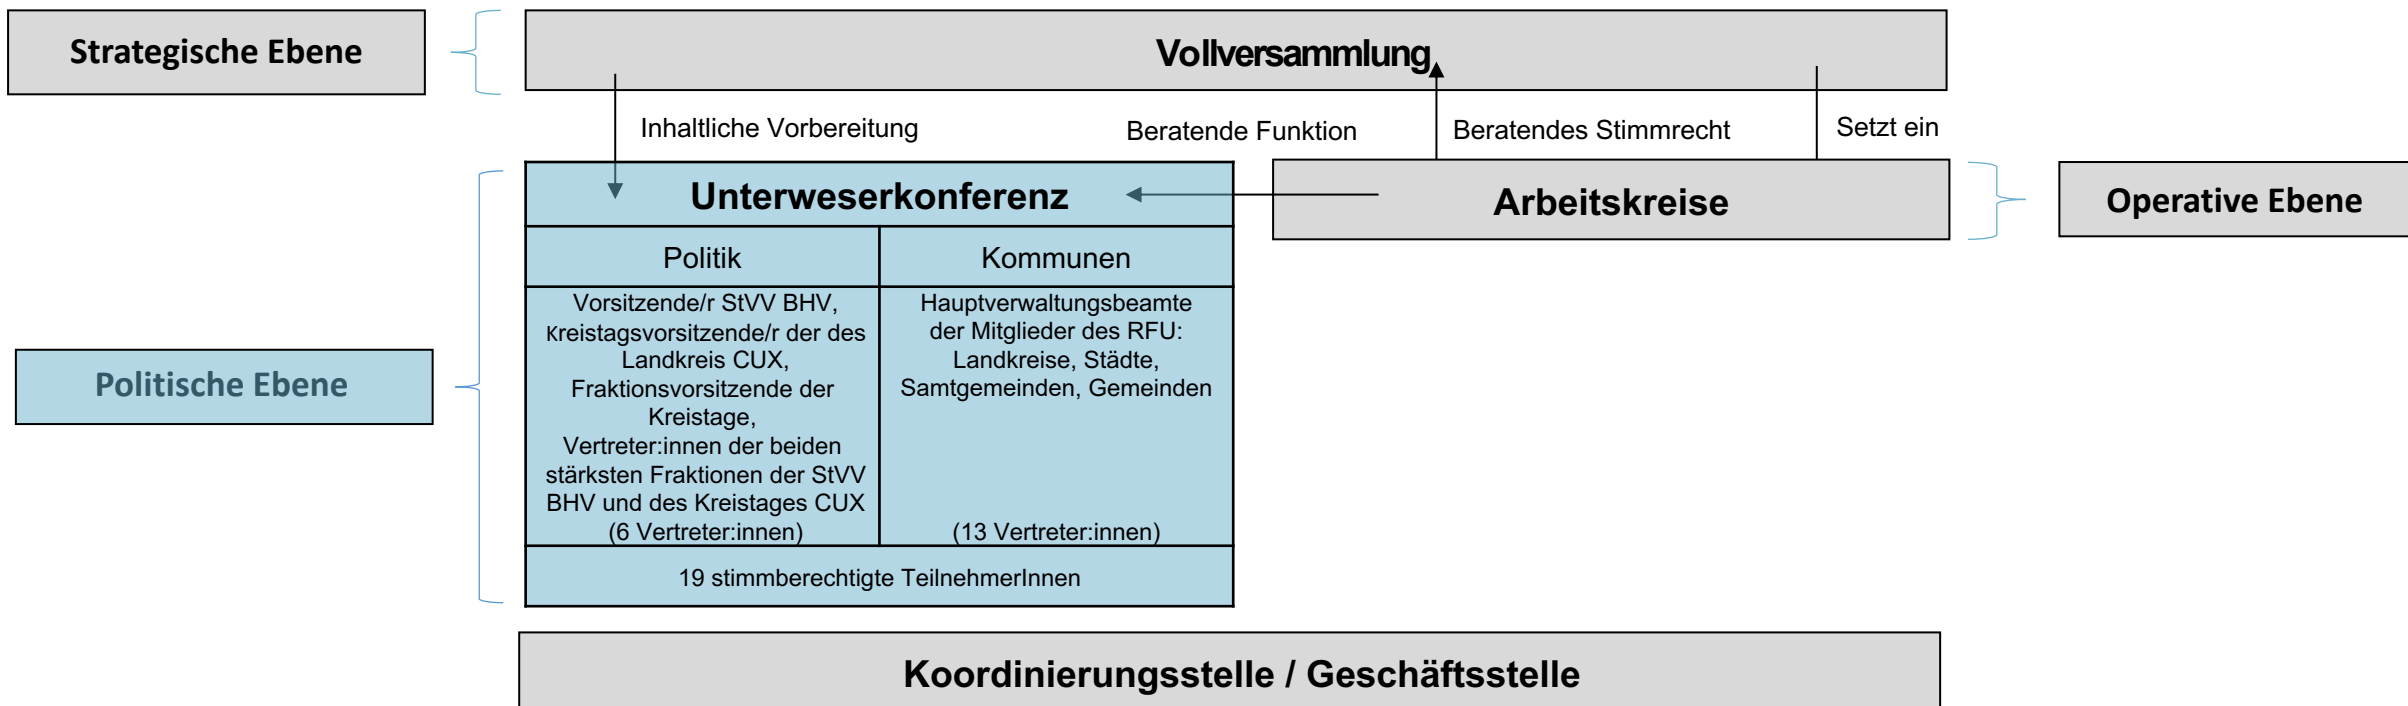 Strategische Ebene
Vollversammlung
Inhaltliche Vorbereitung
Beratende Funktion
Beratendes Stimmrecht
Setzt ein
Unterweserkonferenz
Arbeitskreise
Operative Ebene
Politik
Kommunen
Vorsitzende/r StVV BHV,
Kreistagsvorsitzende/r der des
Landkreis CUX,
Fraktionsvorsitzende der
Kreistage,
Vertreter:innen der beiden
stärksten Fraktionen der StVV
BHV und des Kreistages CUX
(6 Vertreter:innen)
Hauptverwaltungsbeamte
der Mitglieder des RFU:
Landkreise, Städte,
Samtgemeinden, Gemeinden
(13 Vertreter:innen)
Politische Ebene
19 stimmberechtigte TeilnehmerInnen
Koordinierungsstelle / Geschäftsstelle